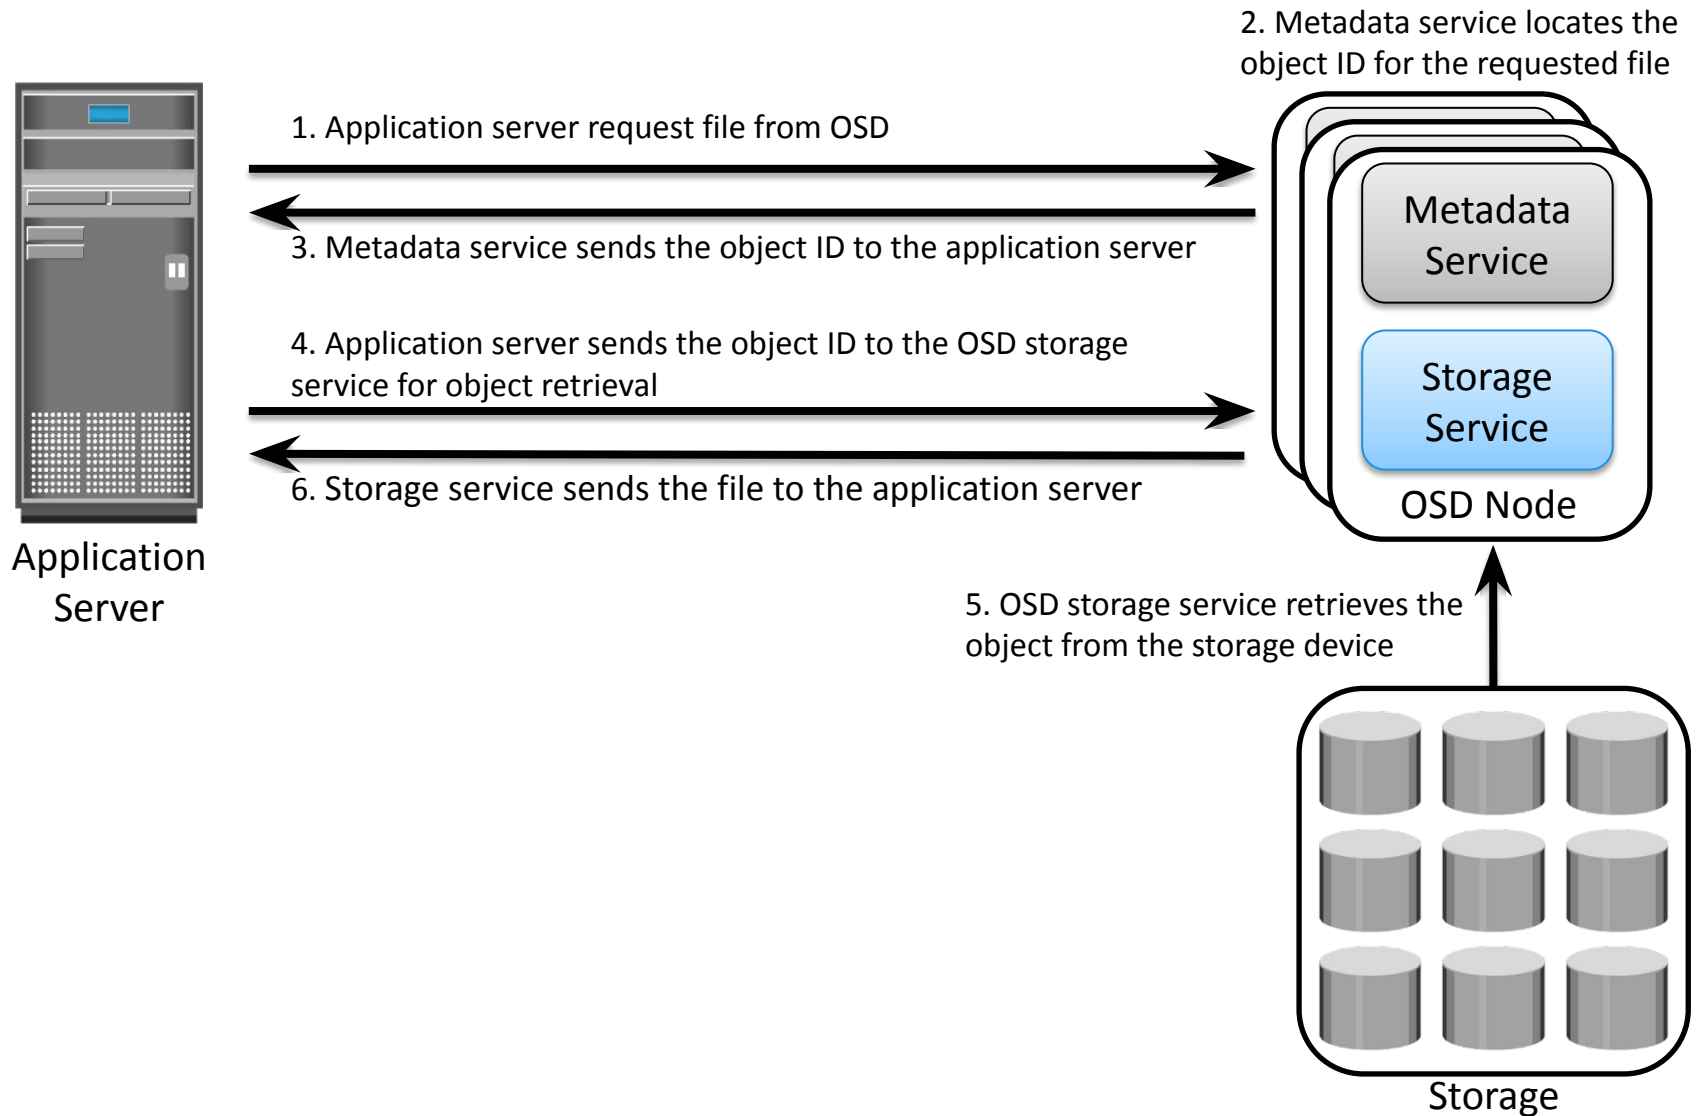 2. Metadata service locates the
object ID for the requested file
1. Application server request file from OSD
Metadata
Service
3. Metadata service sends the object ID to the application server
4. Application server sends the object ID to the OSD storage
service for object retrieval
Storage
Service
6. Storage service sends the file to the application server
OSD Node
Application
Server
5. OSD storage service retrieves the
object from the storage device
Storage